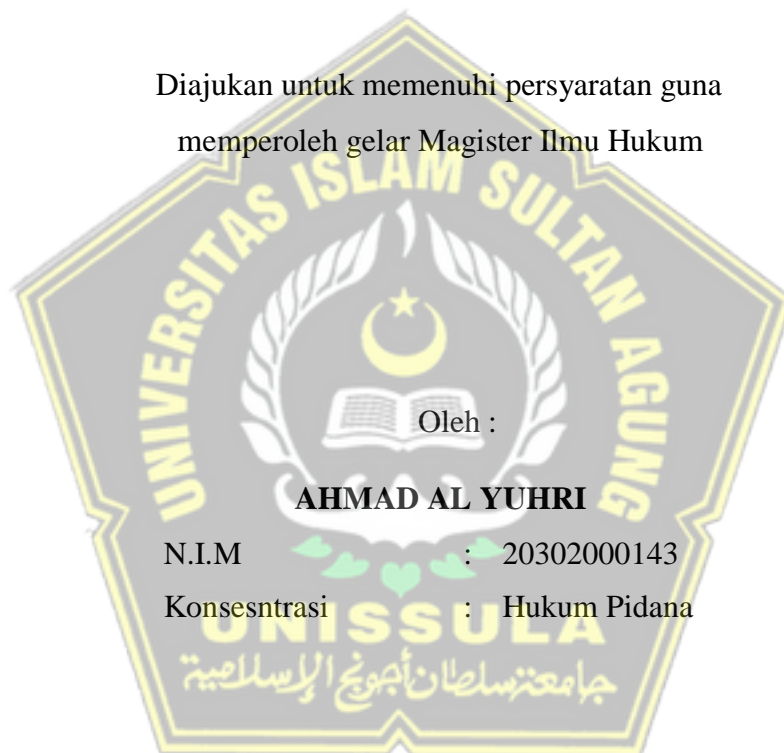 Diajukan untuk memenuhi persyaratan guna
memperoleh gelar Magister Ilmu Hukum
UNIVERSITAS ISLAM SULTAN AGUNG
Oleh :
AHMAD AL YUHRI
N.I.M : 20302000143
Konsesntrasi : Hukum Pidana
UNISSULA
جامعة سلطان أجونج الإسلامية